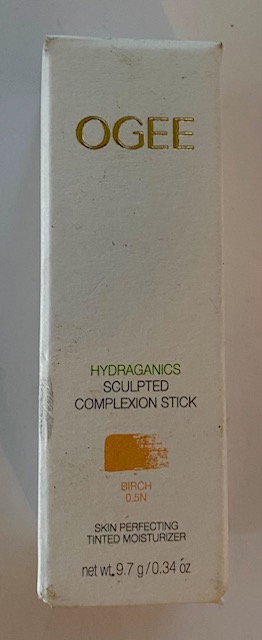 OGEE
HYDRAGANICS
SCULPTED
COMPLEXION STICK
BIRCH
0.5N
SKIN PERFECTING
TINTED MOISTURIZER
net wt. 9.7 g/0.34 oz